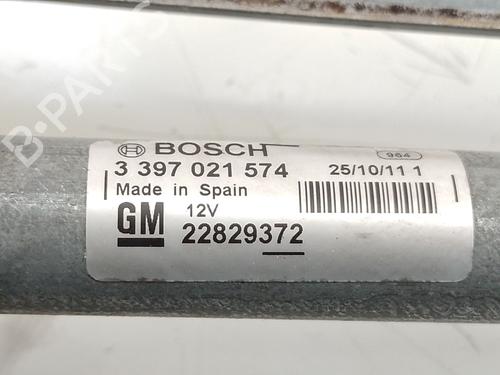 BOSCH 964
3 397 021 574 25/10/11 1
Made in Spain
GM 12V
22829372
B-PARTS